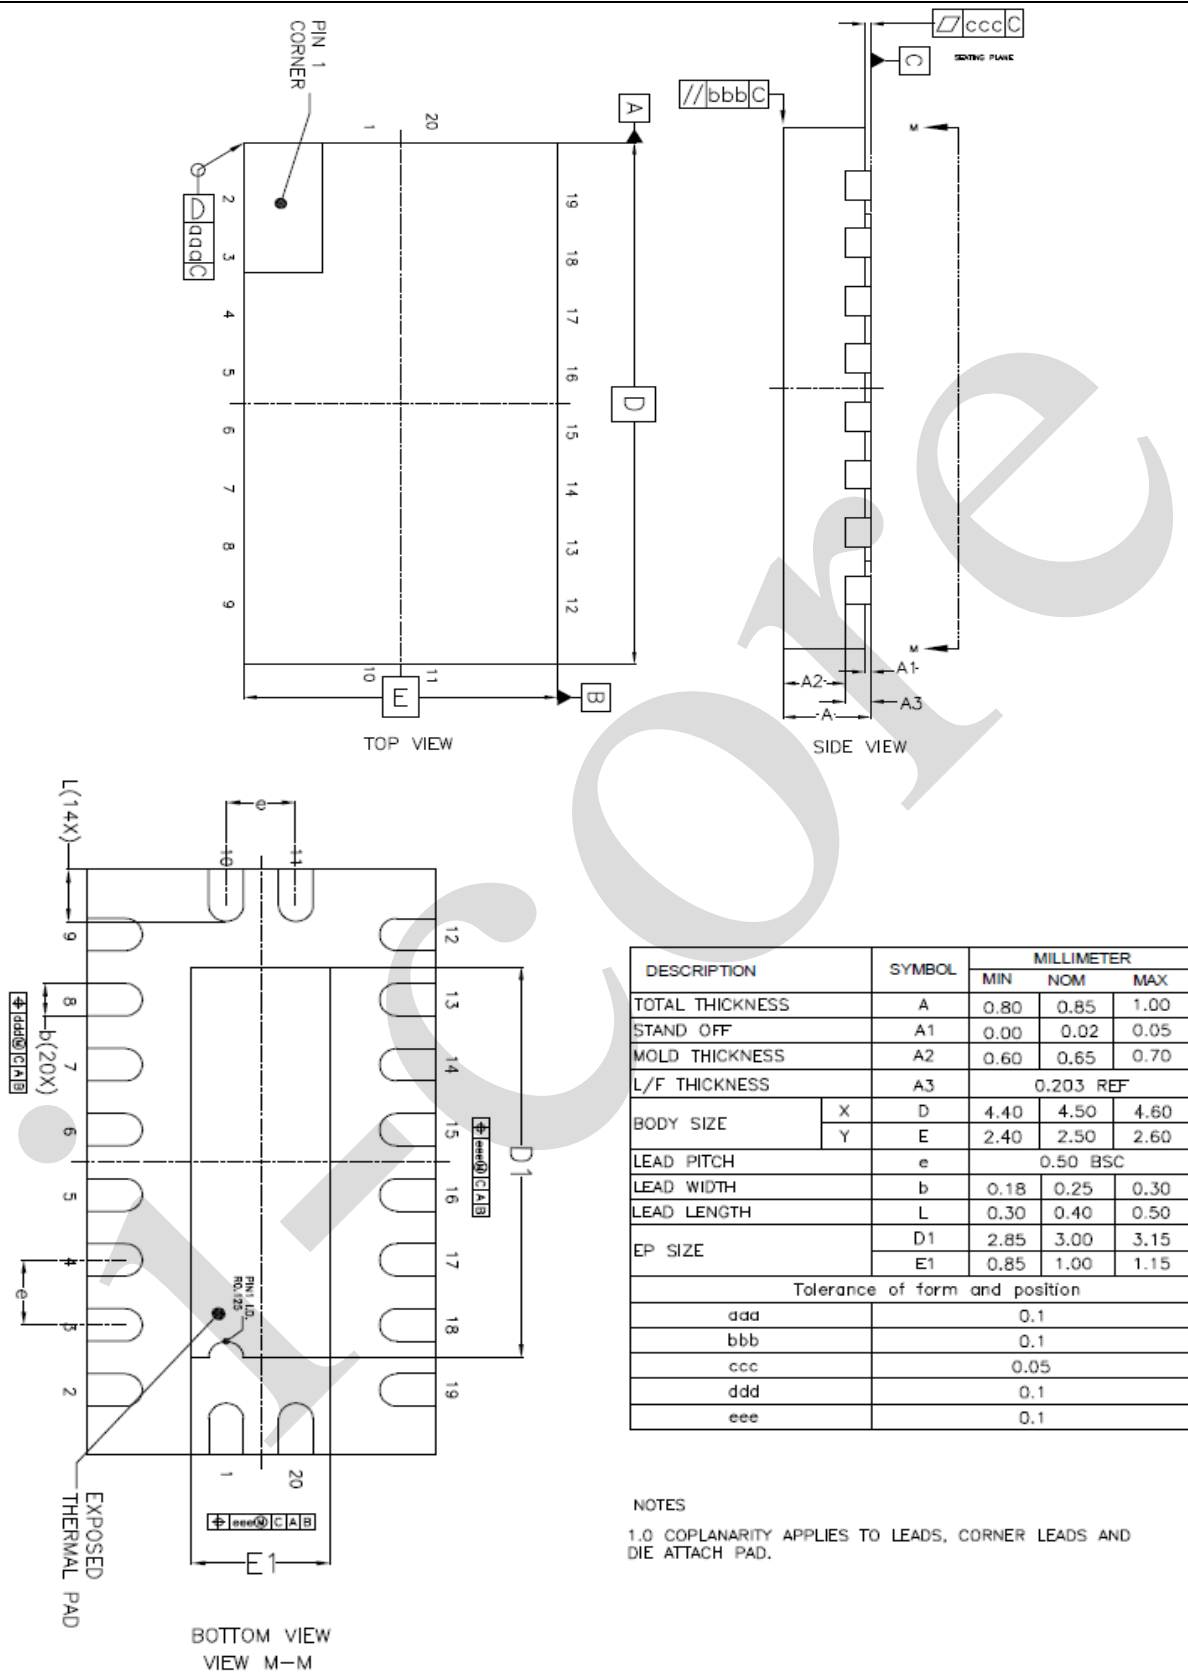 PIN 1
CORNER
1
20
A
2
3
4
5
6
7
8
9
19
18
17
16
15
14
13
12
aaa C
D
10
11
E
B
TOP VIEW
// bbb C
ccc C
C
SEATING PLANE
M
M
A1
A2
A3
A
SIDE VIEW
L(14X)
e
10
11
9
8
7
6
5
4
3
2
12
13
14
15
16
17
18
19
b(20X)
ddd M C A B
eee M C A B
D1
e
PIN1 I.D.
R0.125
1
20
eee M C A B
E1
EXPOSED
THERMAL PAD
BOTTOM VIEW
VIEW M-M
DESCRIPTION SYMBOL MILLIMETER
MIN NOM MAX
TOTAL THICKNESS A 0.80 0.85 1.00
STAND OFF A1 0.00 0.02 0.05
MOLD THICKNESS A2 0.60 0.65 0.70
L/F THICKNESS A3 0.203 REF
BODY SIZE X D 4.40 4.50 4.60
Y E 2.40 2.50 2.60
LEAD PITCH e 0.50 BSC
LEAD WIDTH b 0.18 0.25 0.30
LEAD LENGTH L 0.30 0.40 0.50
EP SIZE D1 2.85 3.00 3.15
E1 0.85 1.00 1.15
Tolerance of form and position
aaa 0.1
bbb 0.1
ccc 0.05
ddd 0.1
eee 0.1
NOTES
1.0 COPLANARITY APPLIES TO LEADS, CORNER LEADS AND
DIE ATTACH PAD.
i-core